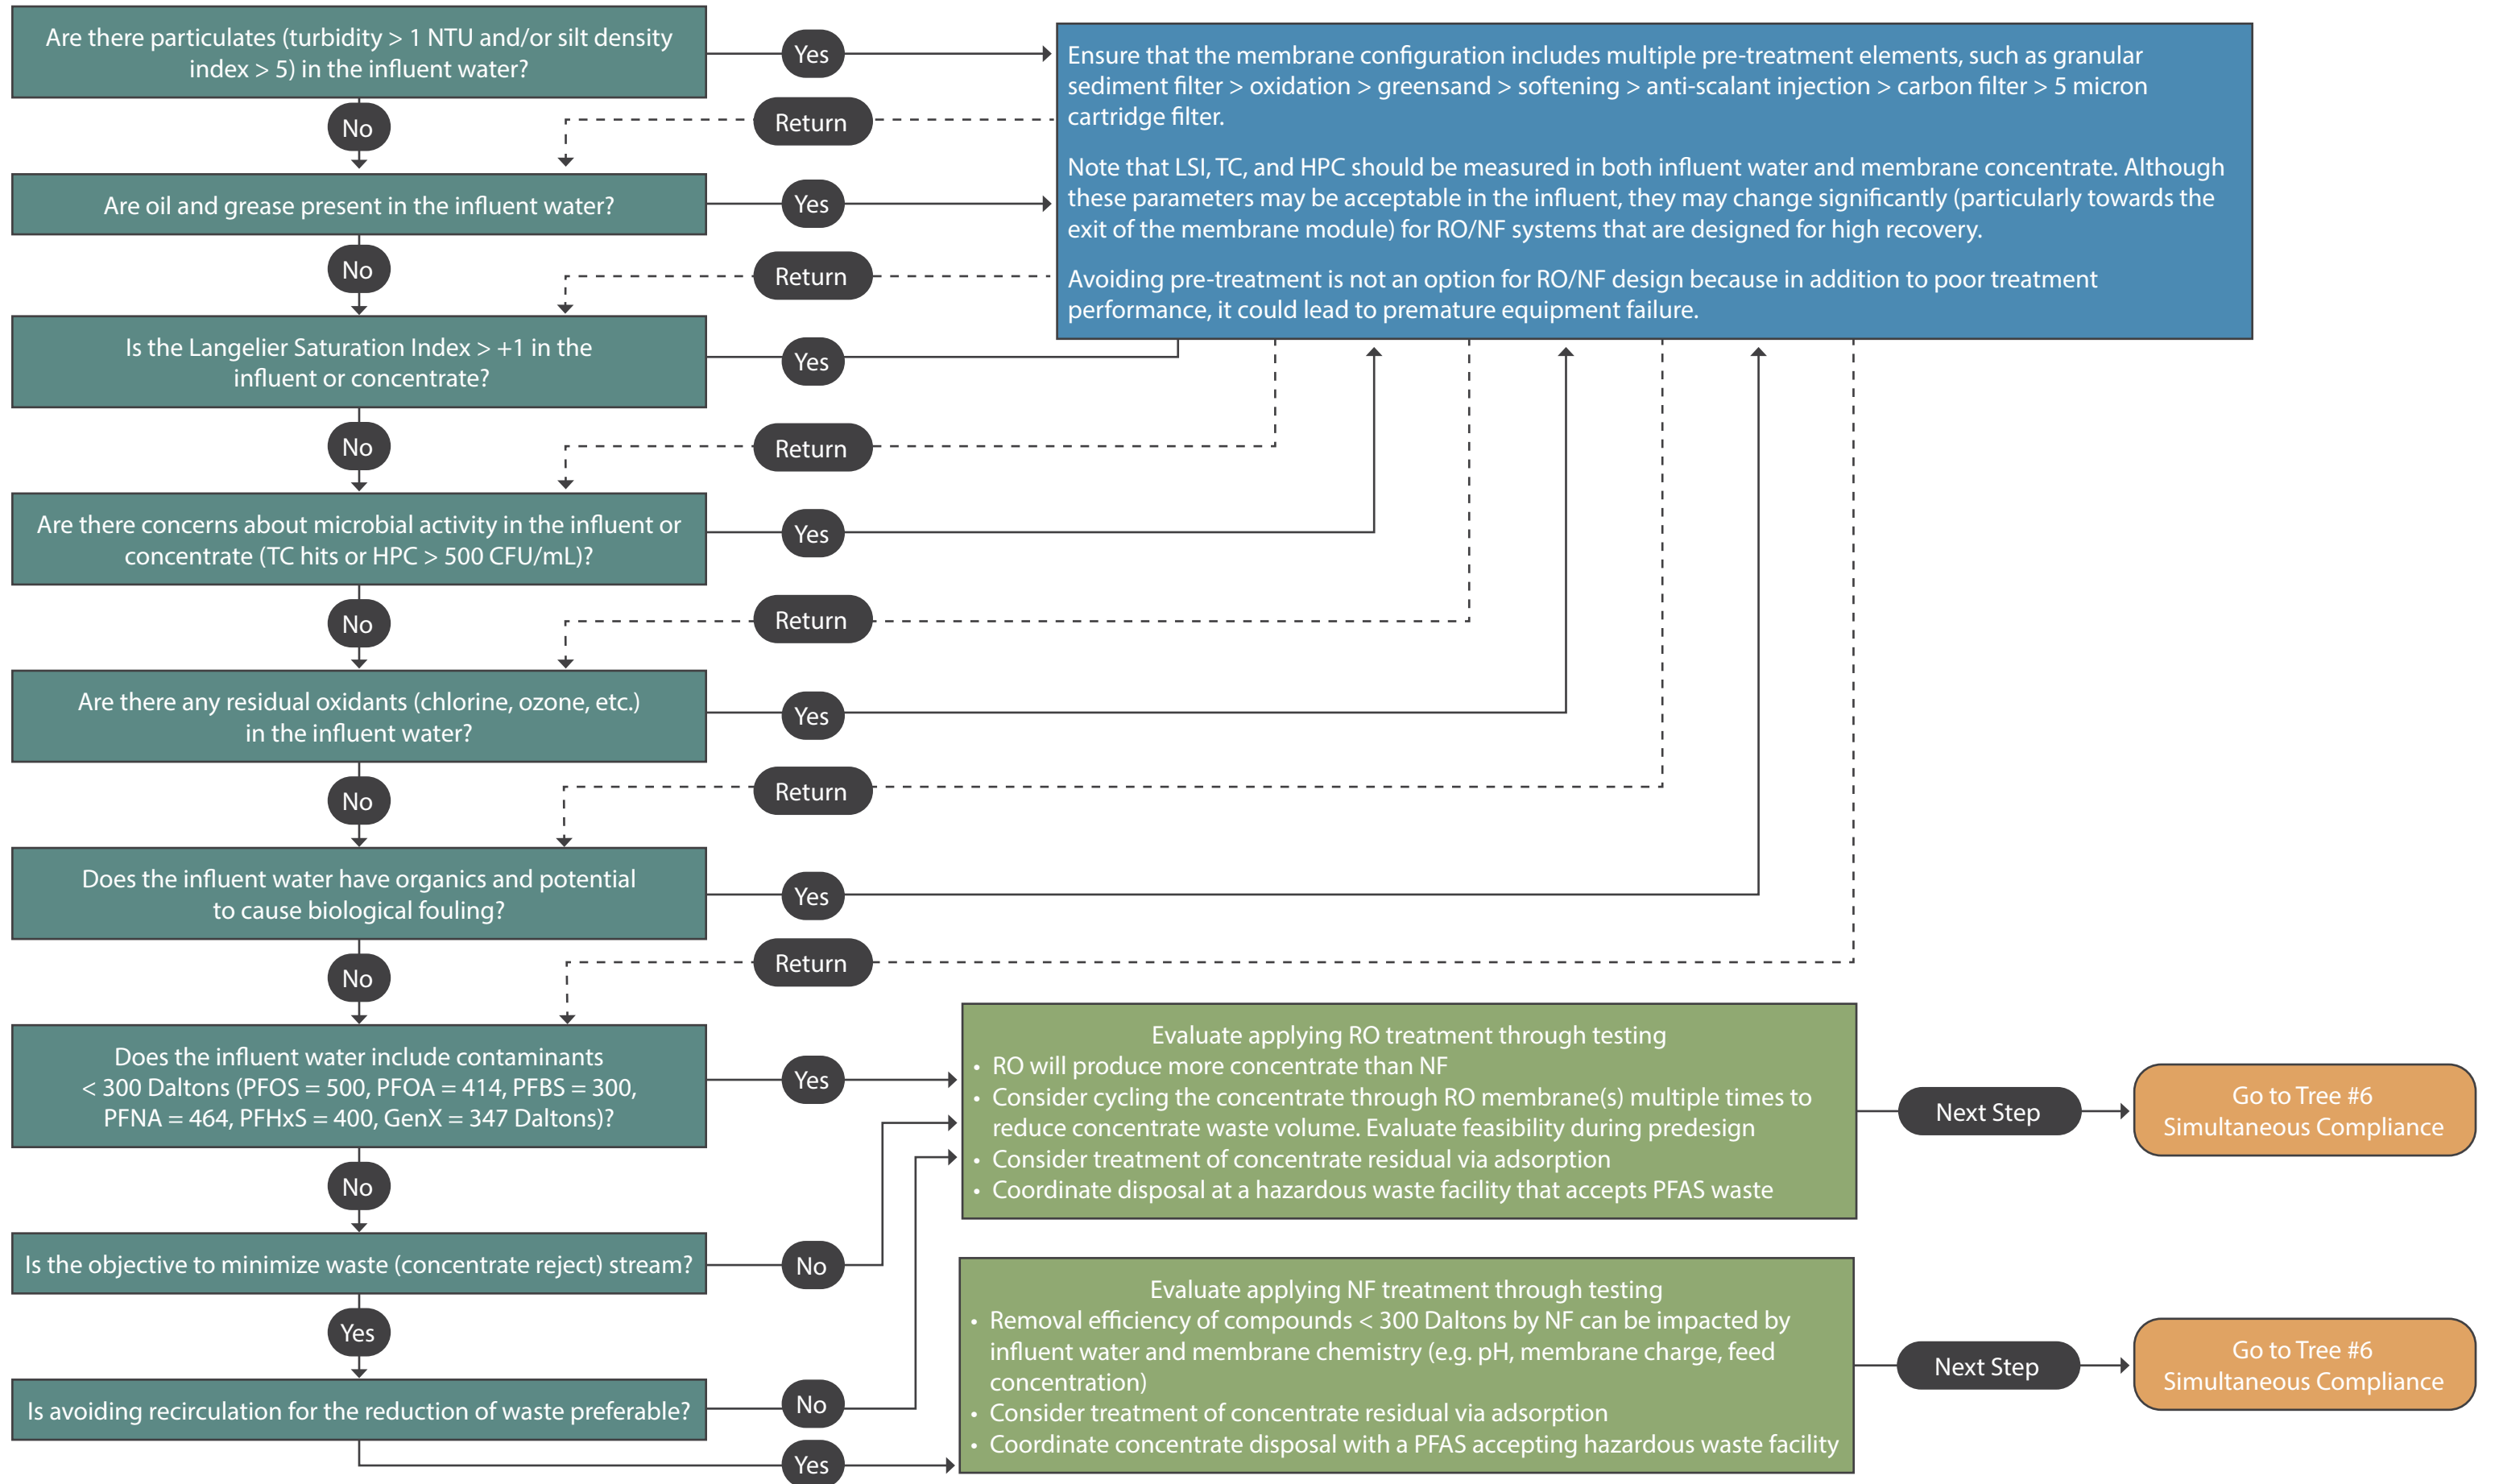 Are there particulates (turbidity > 1 NTU and/or silt density
index > 5) in the influent water?
Yes
Ensure that the membrane configuration includes multiple pre-treatment elements, such as granular
sediment filter > oxidation > greensand > softening > anti-scalant injection > carbon filter > 5 micron
cartridge filter.
Note that LSI, TC, and HPC should be measured in both influent water and membrane concentrate. Although
these parameters may be acceptable in the influent, they may change significantly (particularly towards the
exit of the membrane module) for RO/NF systems that are designed for high recovery.
Avoiding pre-treatment is not an option for RO/NF design because in addition to poor treatment
performance, it could lead to premature equipment failure.
No
Return
Are oil and grease present in the influent water?
Yes
No
Return
Is the Langelier Saturation Index > +1 in the
influent or concentrate?
Yes
No
Return
Are there concerns about microbial activity in the influent or
concentrate (TC hits or HPC > 500 CFU/mL)?
Yes
No
Return
Are there any residual oxidants (chlorine, ozone, etc.)
in the influent water?
Yes
No
Return
Does the influent water have organics and potential
to cause biological fouling?
Yes
No
Return
Does the influent water include contaminants
< 300 Daltons (PFOS = 500, PFOA = 414, PFBS = 300,
PFNA = 464, PFHxS = 400, GenX = 347 Daltons)?
Yes
Evaluate applying RO treatment through testing
• RO will produce more concentrate than NF
• Consider cycling the concentrate through RO membrane(s) multiple times to
reduce concentrate waste volume. Evaluate feasibility during predesign
• Consider treatment of concentrate residual via adsorption
• Coordinate disposal at a hazardous waste facility that accepts PFAS waste
Next Step
Go to Tree #6
Simultaneous Compliance
No
Is the objective to minimize waste (concentrate reject) stream?
No
Yes
Is avoiding recirculation for the reduction of waste preferable?
No
Yes
Evaluate applying NF treatment through testing
• Removal efficiency of compounds < 300 Daltons by NF can be impacted by
influent water and membrane chemistry (e.g. pH, membrane charge, feed
concentration)
• Consider treatment of concentrate residual via adsorption
• Coordinate concentrate disposal with a PFAS accepting hazardous waste facility
Next Step
Go to Tree #6
Simultaneous Compliance